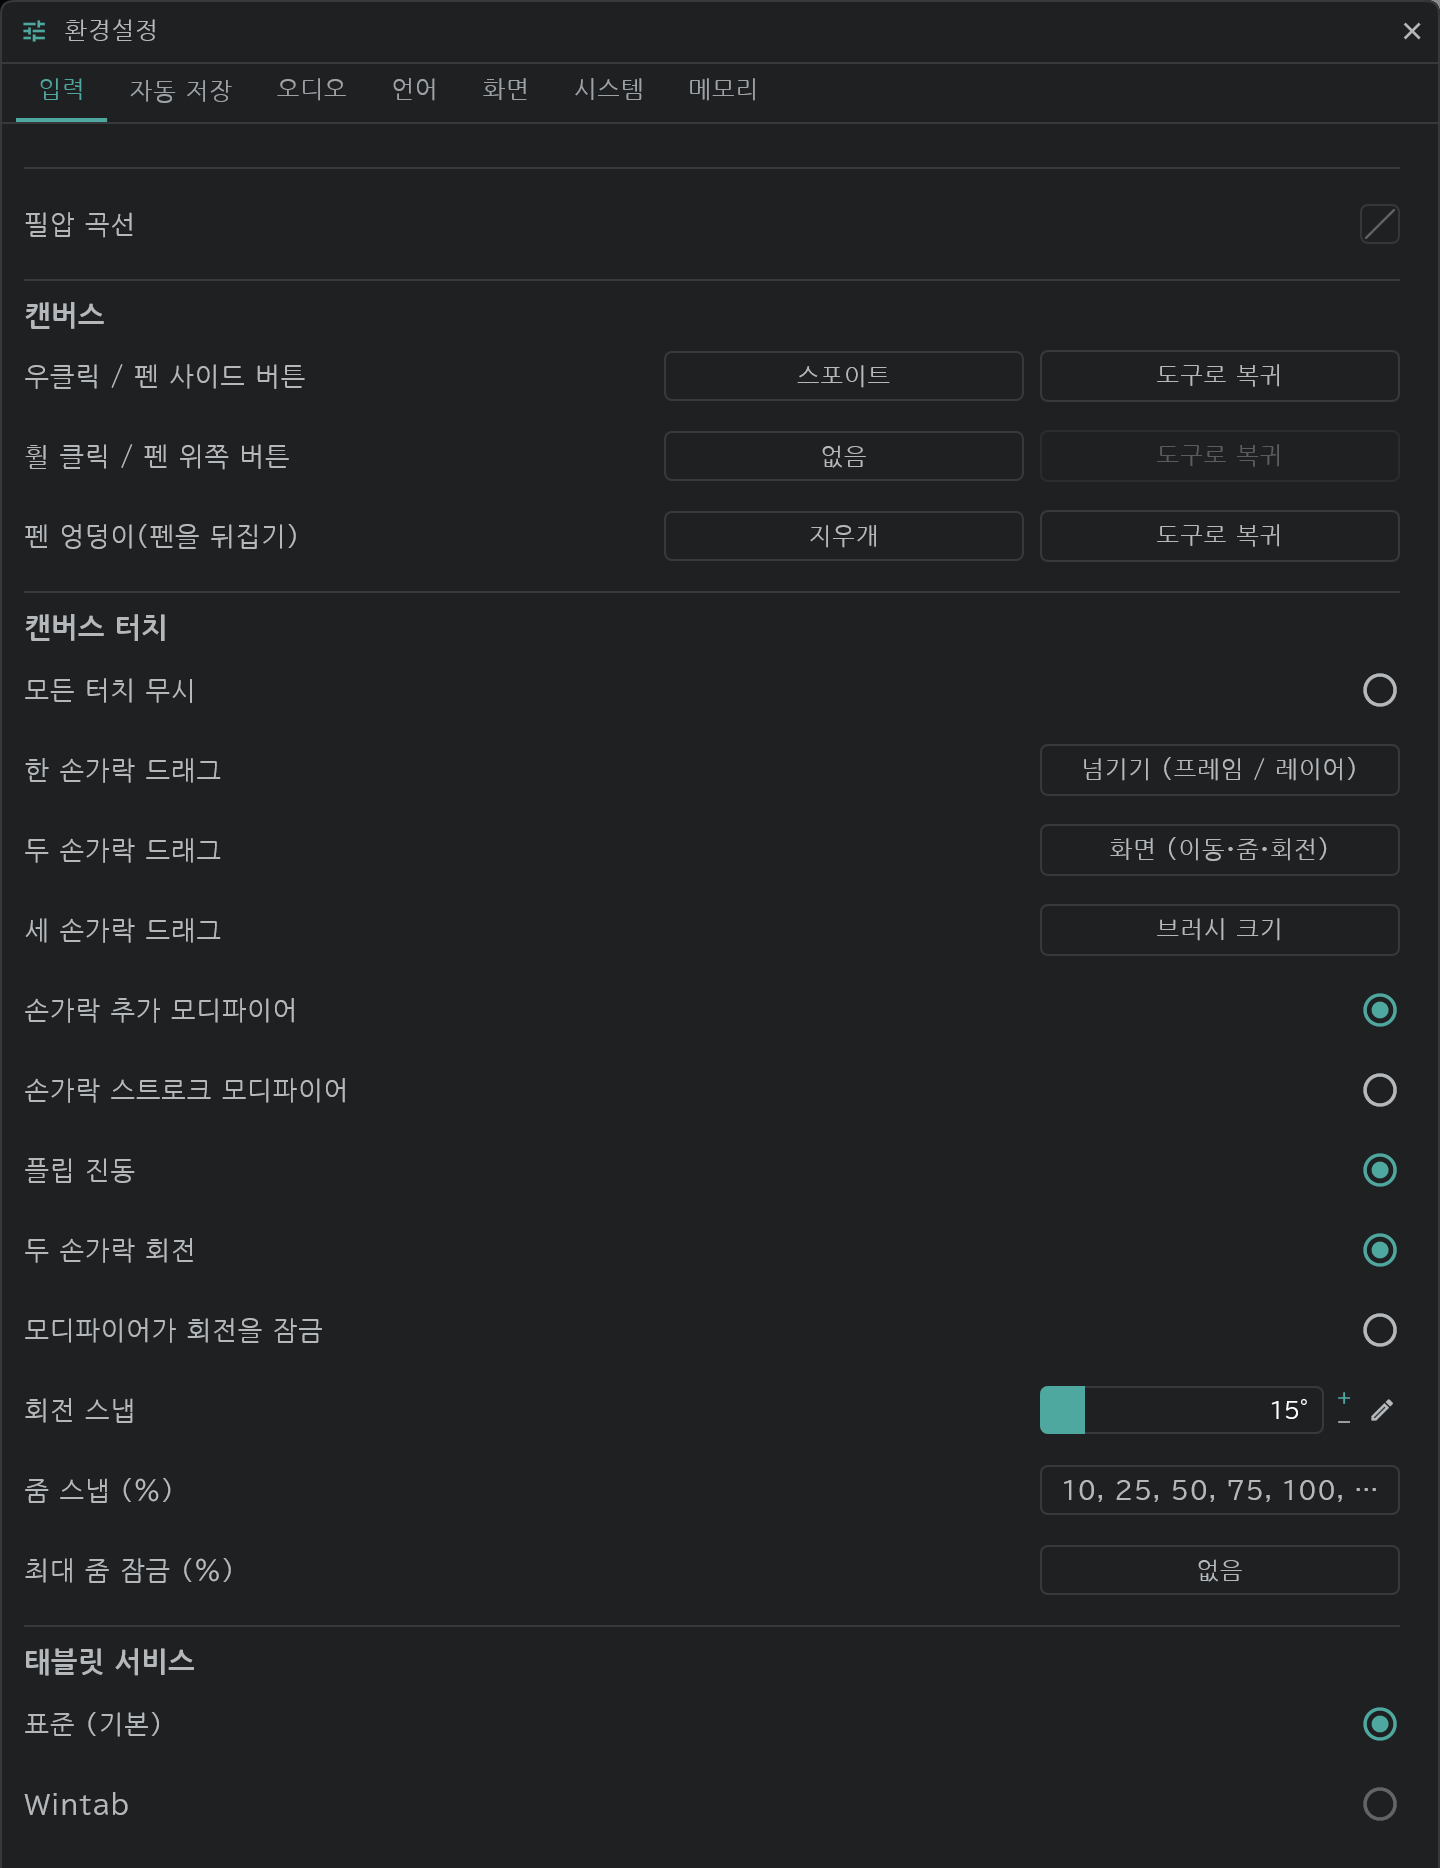 환경설정
입력 자동 저장 오디오 언어 화면 시스템 메모리
필압 곡선
캔버스
우클릭 / 펜 사이드 버튼 스포이트 도구로 복귀
휠 클릭 / 펜 위쪽 버튼 없음 도구로 복귀
펜 엉덩이(펜을 뒤집기) 지우개 도구로 복귀
캔버스 터치
모든 터치 무시
한 손가락 드래그 넘기기 (프레임 / 레이어)
두 손가락 드래그 화면 (이동·줌·회전)
세 손가락 드래그 브러시 크기
손가락 추가 모디파이어
손가락 스트로크 모디파이어
플립 진동
두 손가락 회전
모디파이어가 회전을 잠금
회전 스냅 15° + −
줌 스냅 (%) 10, 25, 50, 75, 100, ···
최대 줌 잠금 (%) 없음
태블릿 서비스
표준 (기본)
Wintab